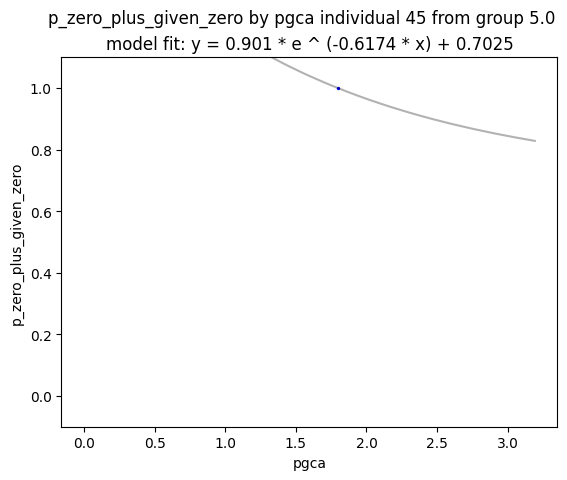 p_zero_plus_given_zero by pgca individual 45 from group 5.0
model fit: y = 0.901 * e ^ (-0.6174 * x) + 0.7025
p_zero_plus_given_zero
1.0
0.8
0.6
0.4
0.2
0.0
0.0 0.5 1.0 1.5 2.0 2.5 3.0
pgca